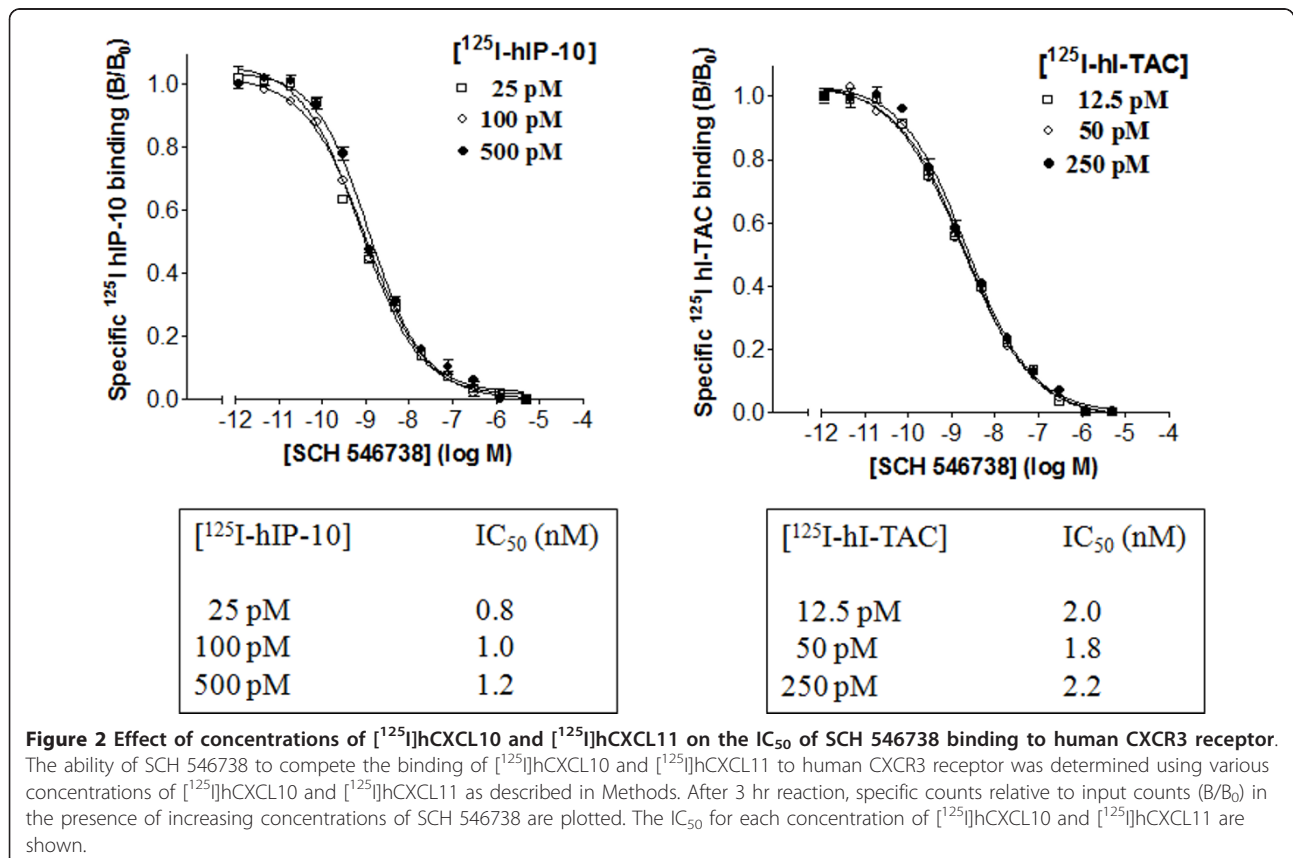 [¹²⁵I-hIP-10]
25 pM
100 pM
500 pM
Specific ¹²⁵I hIP-10 binding (B/B₀)
1.0
0.8
0.6
0.4
0.2
0.0
-12 -11 -10 -9 -8 -7 -6 -5 -4
[SCH 546738] (log M)
[¹²⁵I-hI-TAC]
12.5 pM
50 pM
250 pM
Specific ¹²⁵I hI-TAC binding (B/B₀)
1.0
0.8
0.6
0.4
0.2
0.0
-12 -11 -10 -9 -8 -7 -6 -5 -4
[SCH 546738] (log M)
[¹²⁵I-hIP-10] IC₅₀ (nM)
25 pM 0.8
100 pM 1.0
500 pM 1.2
[¹²⁵I-hI-TAC] IC₅₀ (nM)
12.5 pM 2.0
50 pM 1.8
250 pM 2.2
Figure 2 Effect of concentrations of [¹²⁵I]hCXCL10 and [¹²⁵I]hCXCL11 on the IC₅₀ of SCH 546738 binding to human CXCR3 receptor.
The ability of SCH 546738 to compete the binding of [¹²⁵I]hCXCL10 and [¹²⁵I]hCXCL11 to human CXCR3 receptor was determined using various
concentrations of [¹²⁵I]hCXCL10 and [¹²⁵I]hCXCL11 as described in Methods. After 3 hr reaction, specific counts relative to input counts (B/B₀) in
the presence of increasing concentrations of SCH 546738 are plotted. The IC₅₀ for each concentration of [¹²⁵I]hCXCL10 and [¹²⁵I]hCXCL11 are
shown.